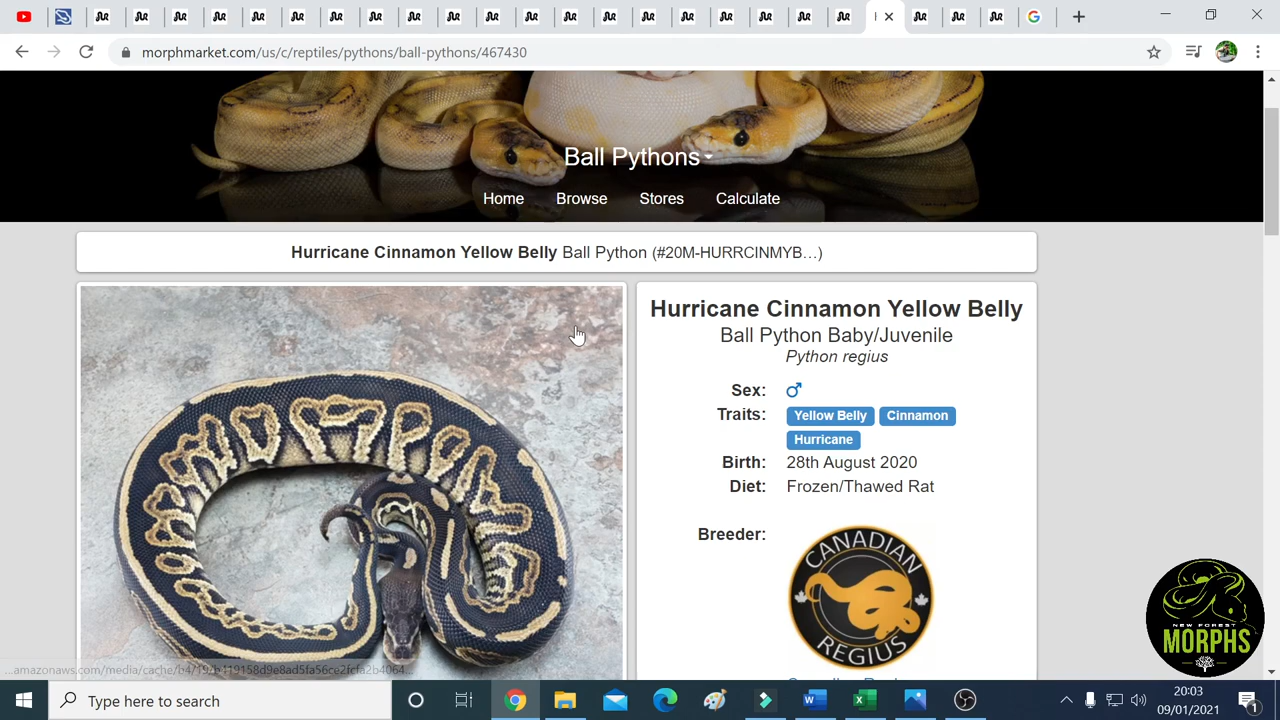 morphmarket.com/us/c/reptiles/pythons/ball-pythons/467430
Ball Pythons
Home Browse Stores Calculate
Hurricane Cinnamon Yellow Belly Ball Python (#20M-HURRCINMYB…)
Hurricane Cinnamon Yellow Belly
Ball Python Baby/Juvenile
Python regius
Sex: ♂
Traits: Yellow Belly Cinnamon
Hurricane
Birth: 28th August 2020
Diet: Frozen/Thawed Rat
Breeder:
CANADIAN
REGIUS
NEW FOREST
MORPHS
Type here to search
20:03
09/01/2021
1